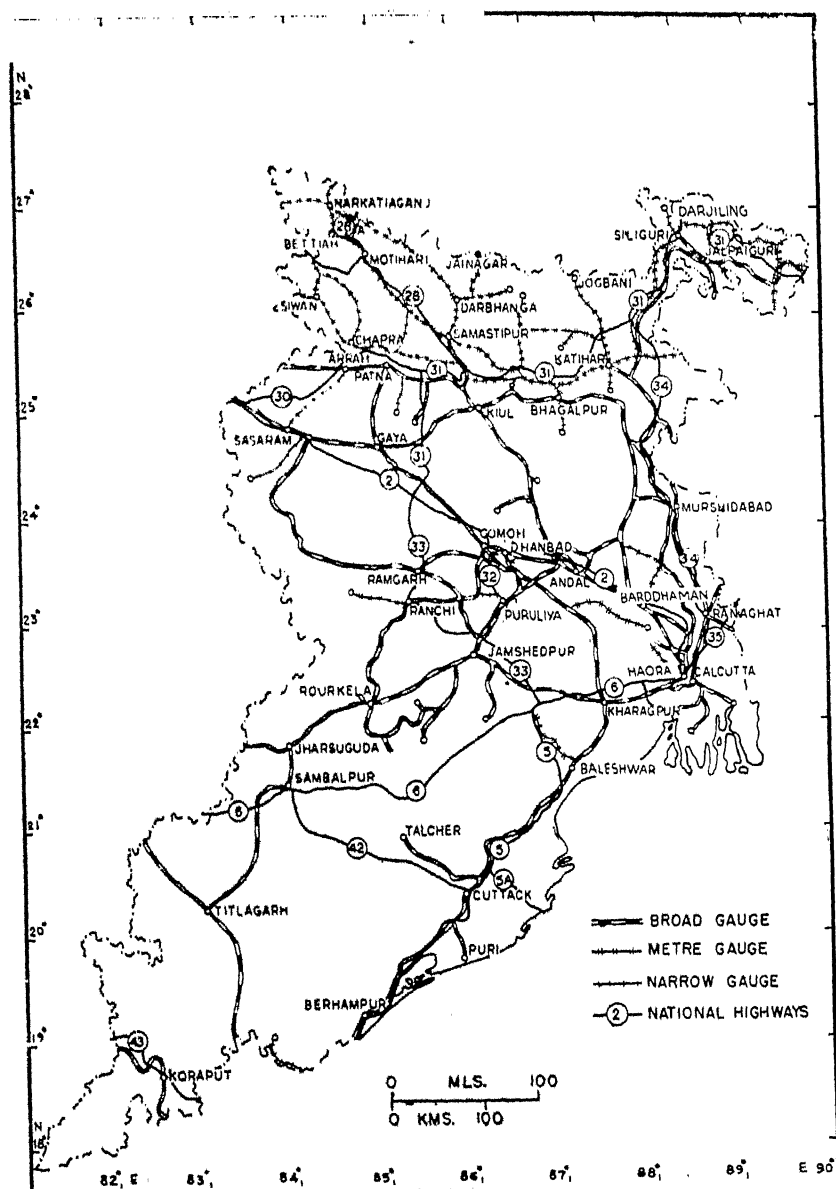 N
28°
27°
NARKATIAGANJ
DARJILING
SILIGURI
31
JALPAIGURI
BETTIAH
MOTIHARI
JAINAGAR
JOGBANI
26°
SIWAN
28
DARBHANGA
31
CHAPRA
SAMASTIPUR
ARRAH
KATIHAR
PATNA
31
31
34
30
25°
KIUL
BHAGALPUR
SASARAM
GAYA
31
2
24°
MURSHIDABAD
GOMOH
33
DHANBAD
34
RAMGARH
32
ANDAL
2
BARDDHAMAN
23°
RANCHI
PURULIYA
RANAGHAT
35
JAMSHEDPUR
33
HAORA
CALCUTTA
ROURKELA
6
KHARAGPUR
22°
JHARSUGUDA
5
BALESHWAR
SAMBALPUR
6
6
21°
TALCHER
42
5
5A
CUTTACK
TITLAGARH
BROAD GAUGE
20°
PURI
METRE GAUGE
NARROW GAUGE
BERHAMPUR
2 NATIONAL HIGHWAYS
19°
43
KORAPUT
0 MLS. 100
0 KMS. 100
N
18°
82° E 83° 84° 85° 86° 87° 88° 89° E 90°